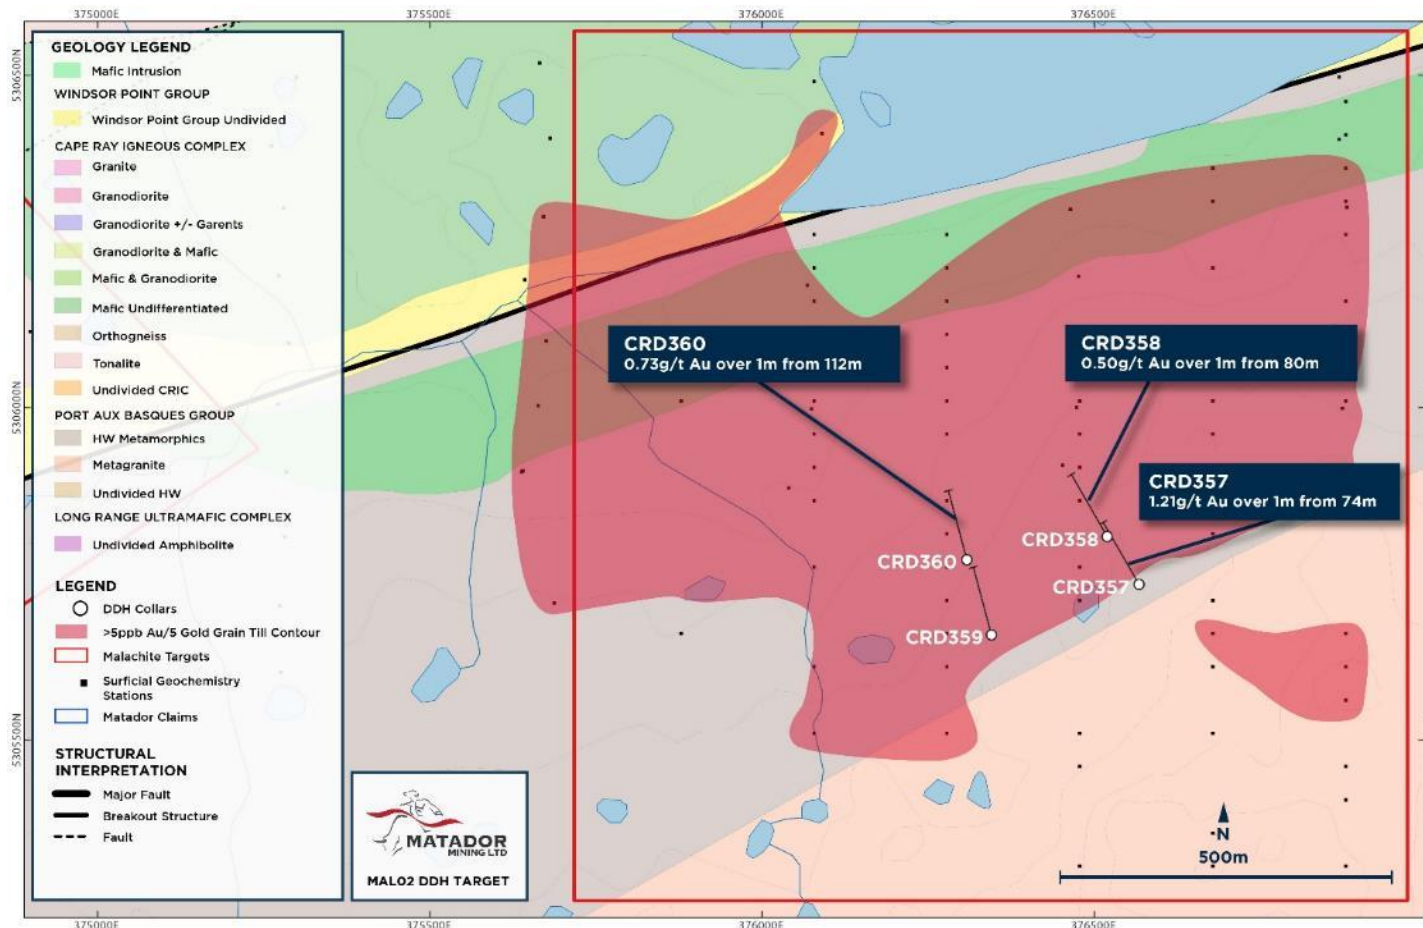 375000E
375500E
376000E
376500E
5306500N
5306000N
5305500N
GEOLOGY LEGEND
Mafic Intrusion
WINDSOR POINT GROUP
Windsor Point Group Undivided
CAPE RAY IGNEOUS COMPLEX
Granite
Granodiorite
Granodiorite +/- Garents
Granodiorite & Mafic
Mafic & Granodiorite
Mafic Undifferentiated
Orthogneiss
Tonalite
Undivided CRIC
PORT AUX BASQUES GROUP
HW Metamorphics
Metagranite
Undivided HW
LONG RANGE ULTRAMAFIC COMPLEX
Undivided Amphibolite
LEGEND
DDH Collars
>5ppb Au/5 Gold Grain Till Contour
Malachite Targets
Surficial Geochemistry
Stations
Matador Claims
STRUCTURAL
INTERPRETATION
Major Fault
Breakout Structure
Fault
MATADOR
MINING LTD
MAL02 DDH TARGET
CRD360
0.73g/t Au over 1m from 112m
CRD358
0.50g/t Au over 1m from 80m
CRD357
1.21g/t Au over 1m from 74m
CRD358
CRD360
CRD357
CRD359
N
500m
375000E
375500E
376000E
376500E